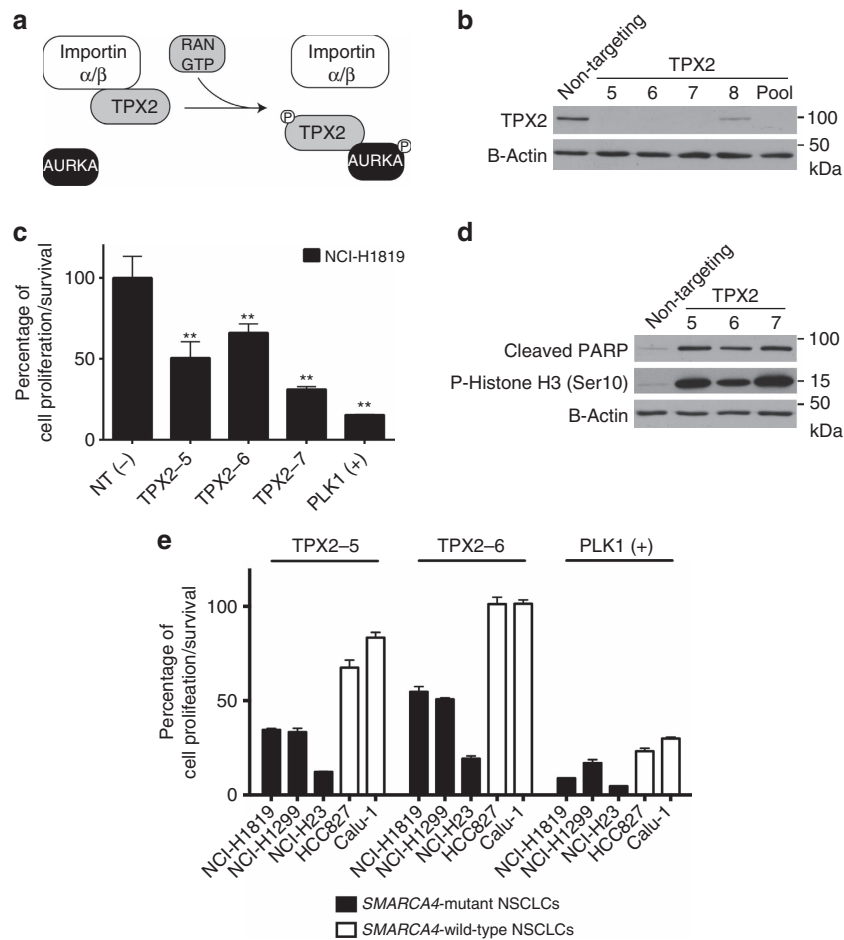 a
Importin
α/β
RAN
GTP
TPX2
AURKA
Importin
α/β
P
TPX2
P
AURKA
b
Non-targeting
TPX2
5 6 7 8 Pool
TPX2
100
B-Actin
50
kDa
c
Percentage of
cell proliferation/survival
100
50
0
NCI-H1819
**
**
**
**
NT (–)
TPX2–5
TPX2–6
TPX2–7
PLK1 (+)
d
Non-targeting
TPX2
5 6 7
Cleaved PARP
100
P-Histone H3 (Ser10)
15
B-Actin
50
kDa
e
TPX2–5 TPX2–6 PLK1 (+)
Percentage of
cell prolifeation/survival
100
50
0
NCI-H1819
NCI-H1299
NCI-H23
HCC827
Calu-1
NCI-H1819
NCI-H1299
NCI-H23
HCC827
Calu-1
NCI-H1819
NCI-H1299
NCI-H23
HCC827
Calu-1
SMARCA4-mutant NSCLCs
SMARCA4-wild-type NSCLCs